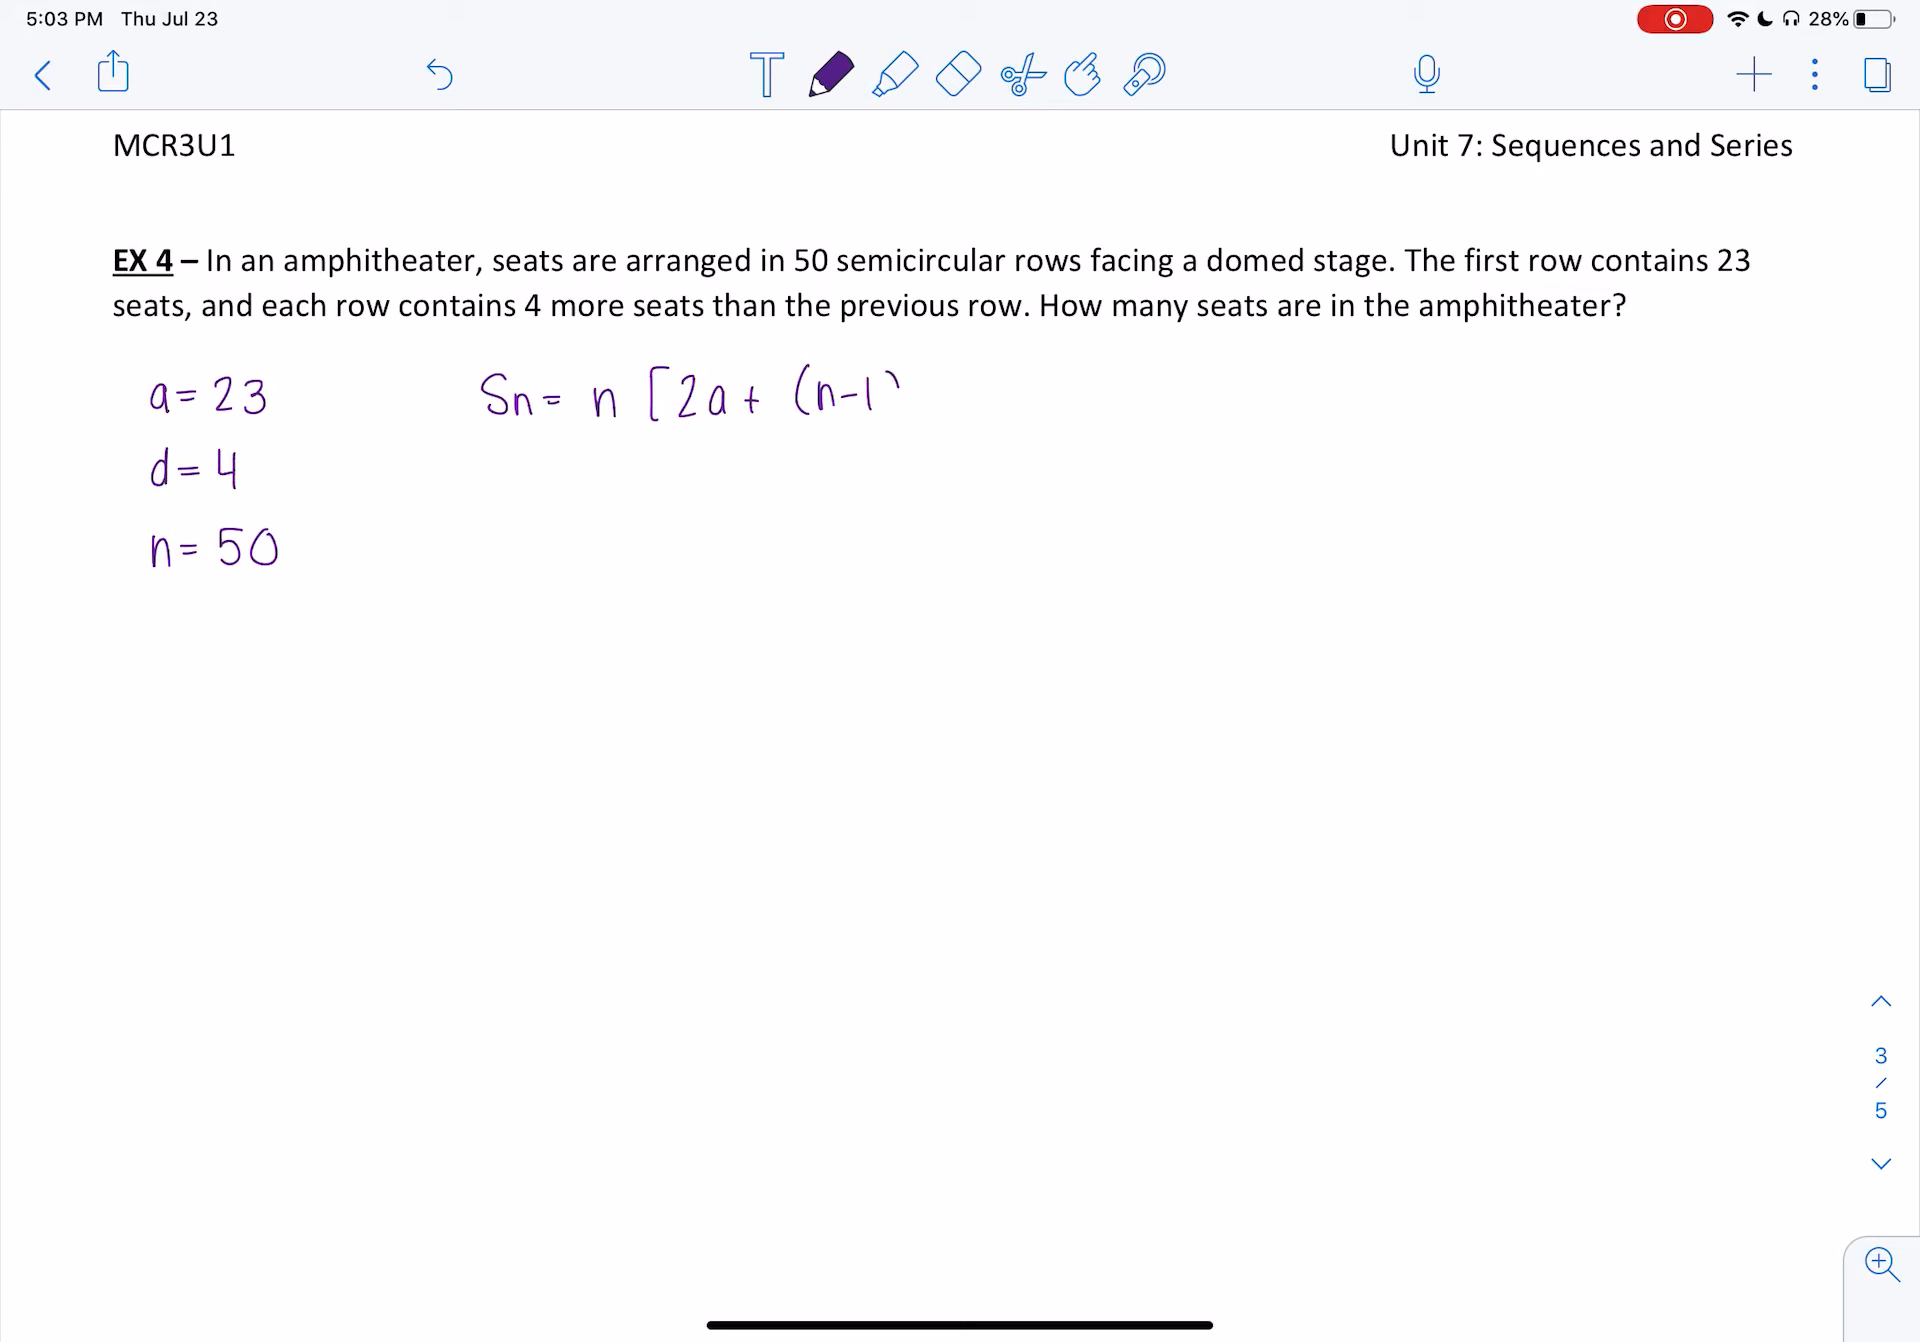 5:03 PM Thu Jul 23 28%
MCR3U1 Unit 7: Sequences and Series
EX 4 – In an amphitheater, seats are arranged in 50 semicircular rows facing a domed stage. The first row contains 23
seats, and each row contains 4 more seats than the previous row. How many seats are in the amphitheater?
a = 23 Sn = n [2a + (n-1)
d = 4
n = 50
3
/
5